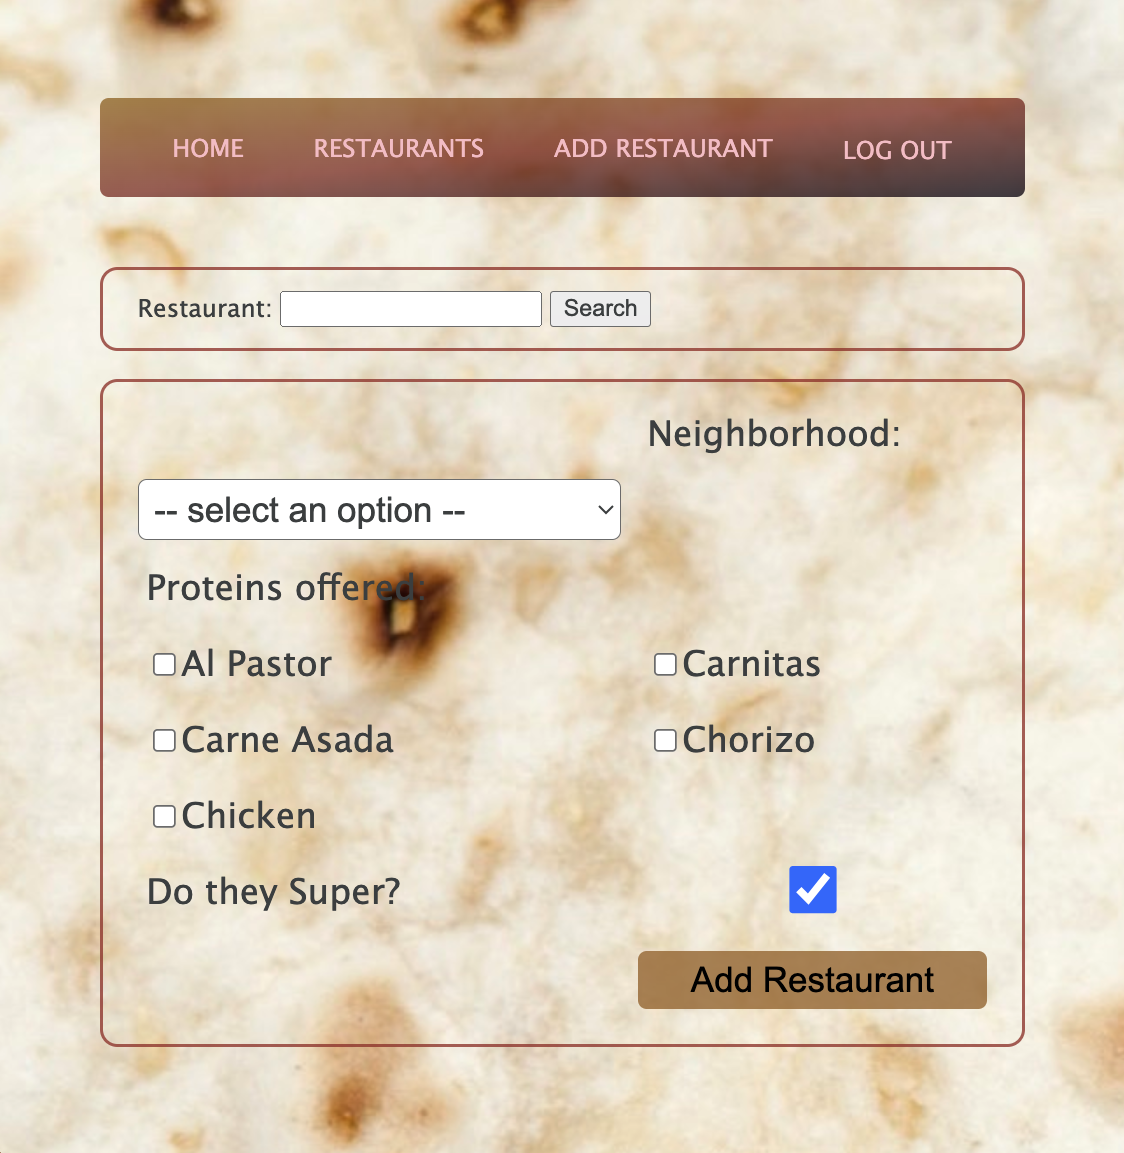 HOME RESTAURANTS ADD RESTAURANT LOG OUT
Restaurant: Search
Neighborhood:
-- select an option --
Proteins offered:
Al Pastor Carnitas
Carne Asada Chorizo
Chicken
Do they Super?
Add Restaurant